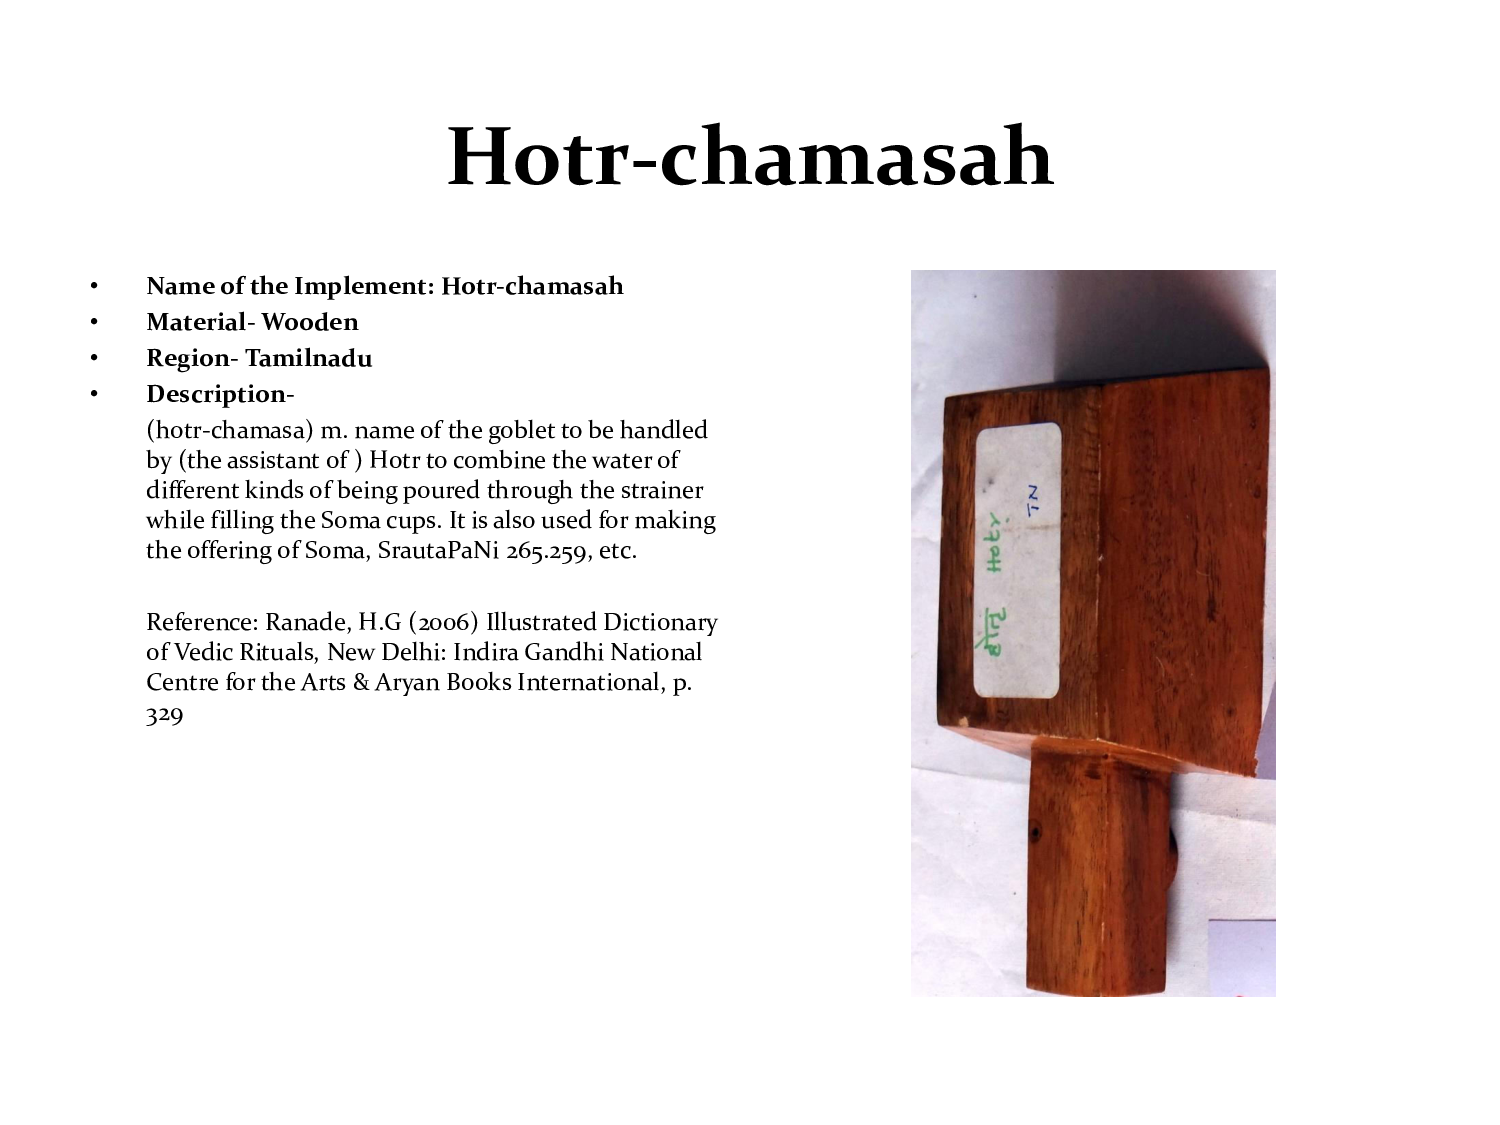 Hotr-chamasah
• Name of the Implement: Hotr-chamasah
• Material- Wooden
• Region- Tamilnadu
• Description-
(hotr-chamasa) m. name of the goblet to be handled
by (the assistant of ) Hotr to combine the water of
different kinds of being poured through the strainer
while filling the Soma cups. It is also used for making
the offering of Soma, SrautaPaNi 265.259, etc.
Reference: Ranade, H.G (2006) Illustrated Dictionary
of Vedic Rituals, New Delhi: Indira Gandhi National
Centre for the Arts & Aryan Books International, p.
329
होतृ Hotr
TN